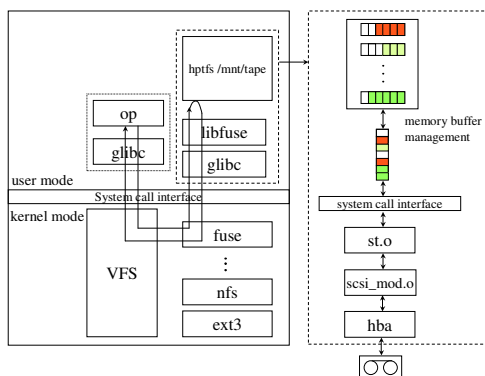 hptfs /mnt/tape
op
libfuse
glibc
glibc
user mode
System call interface
kernel mode
VFS
fuse
nfs
ext3
memory buffer
management
system call interface
st.o
scsi_mod.o
hba